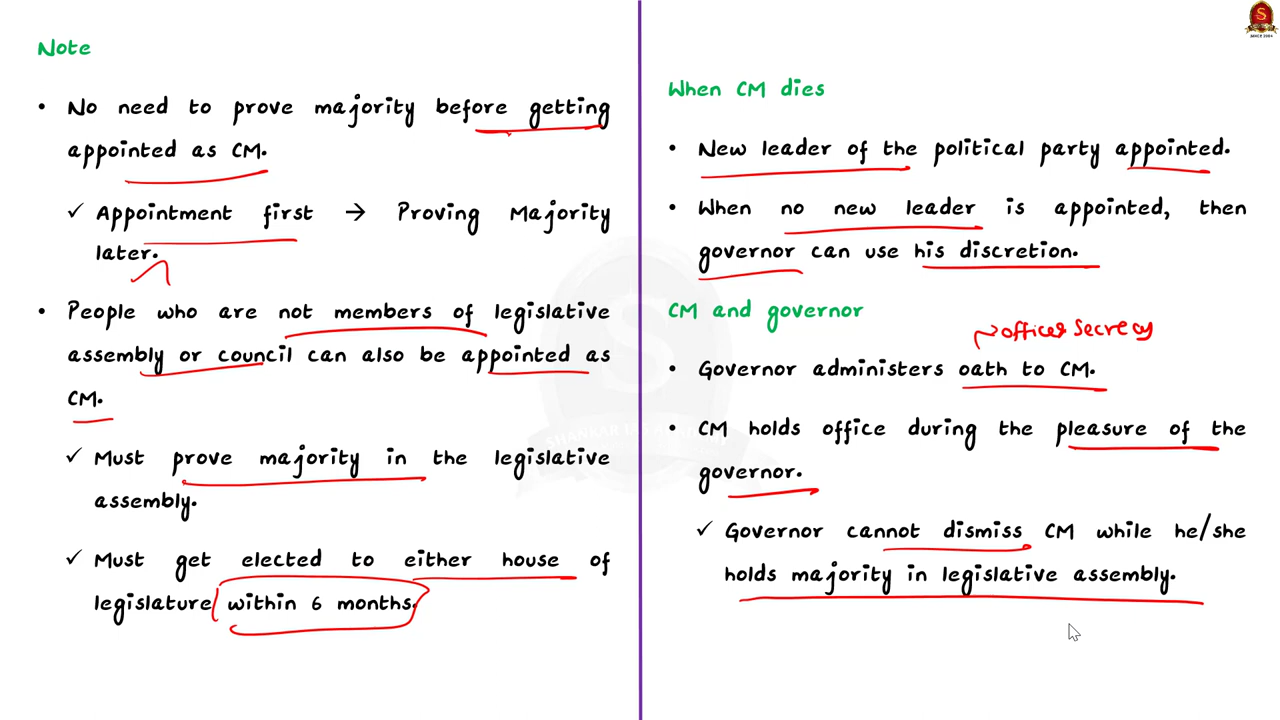 Note
• No need to prove majority before getting
appointed as CM.
✓ Appointment first → Proving Majority
later.
• People who are not members of legislative
assembly or council can also be appointed as
CM.
✓ Must prove majority in the legislative
assembly.
✓ Must get elected to either house of
legislature within 6 months.
When CM dies
• New leader of the political party appointed.
• When no new leader is appointed, then
governor can use his discretion.
CM and governor
office & Secrecy
• Governor administers oath to CM.
• CM holds office during the pleasure of the
governor.
✓ Governor cannot dismiss CM while he/she
holds majority in legislative assembly.
S
SINCE 2004